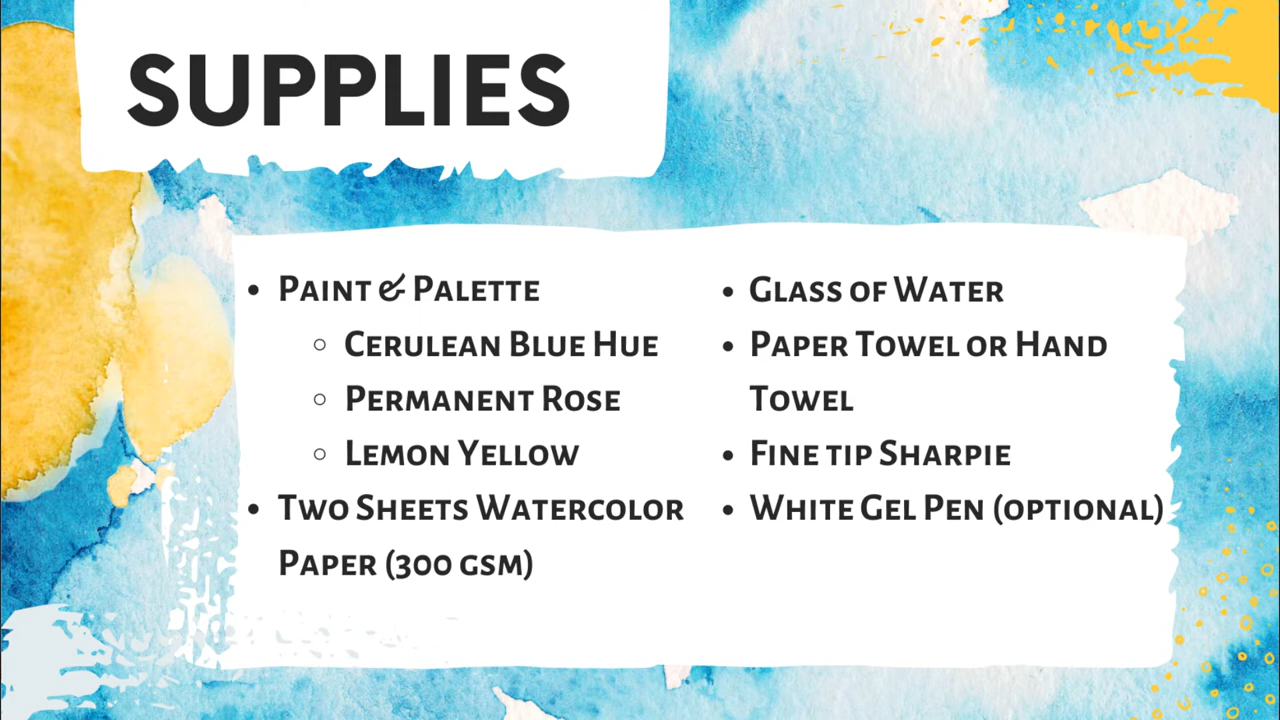 SUPPLIES
• Paint & Palette
◦ Cerulean Blue Hue
◦ Permanent Rose
◦ Lemon Yellow
• Two Sheets Watercolor
Paper (300 gsm)
• Glass of Water
• Paper Towel or Hand
Towel
• Fine tip Sharpie
• White Gel Pen (optional)